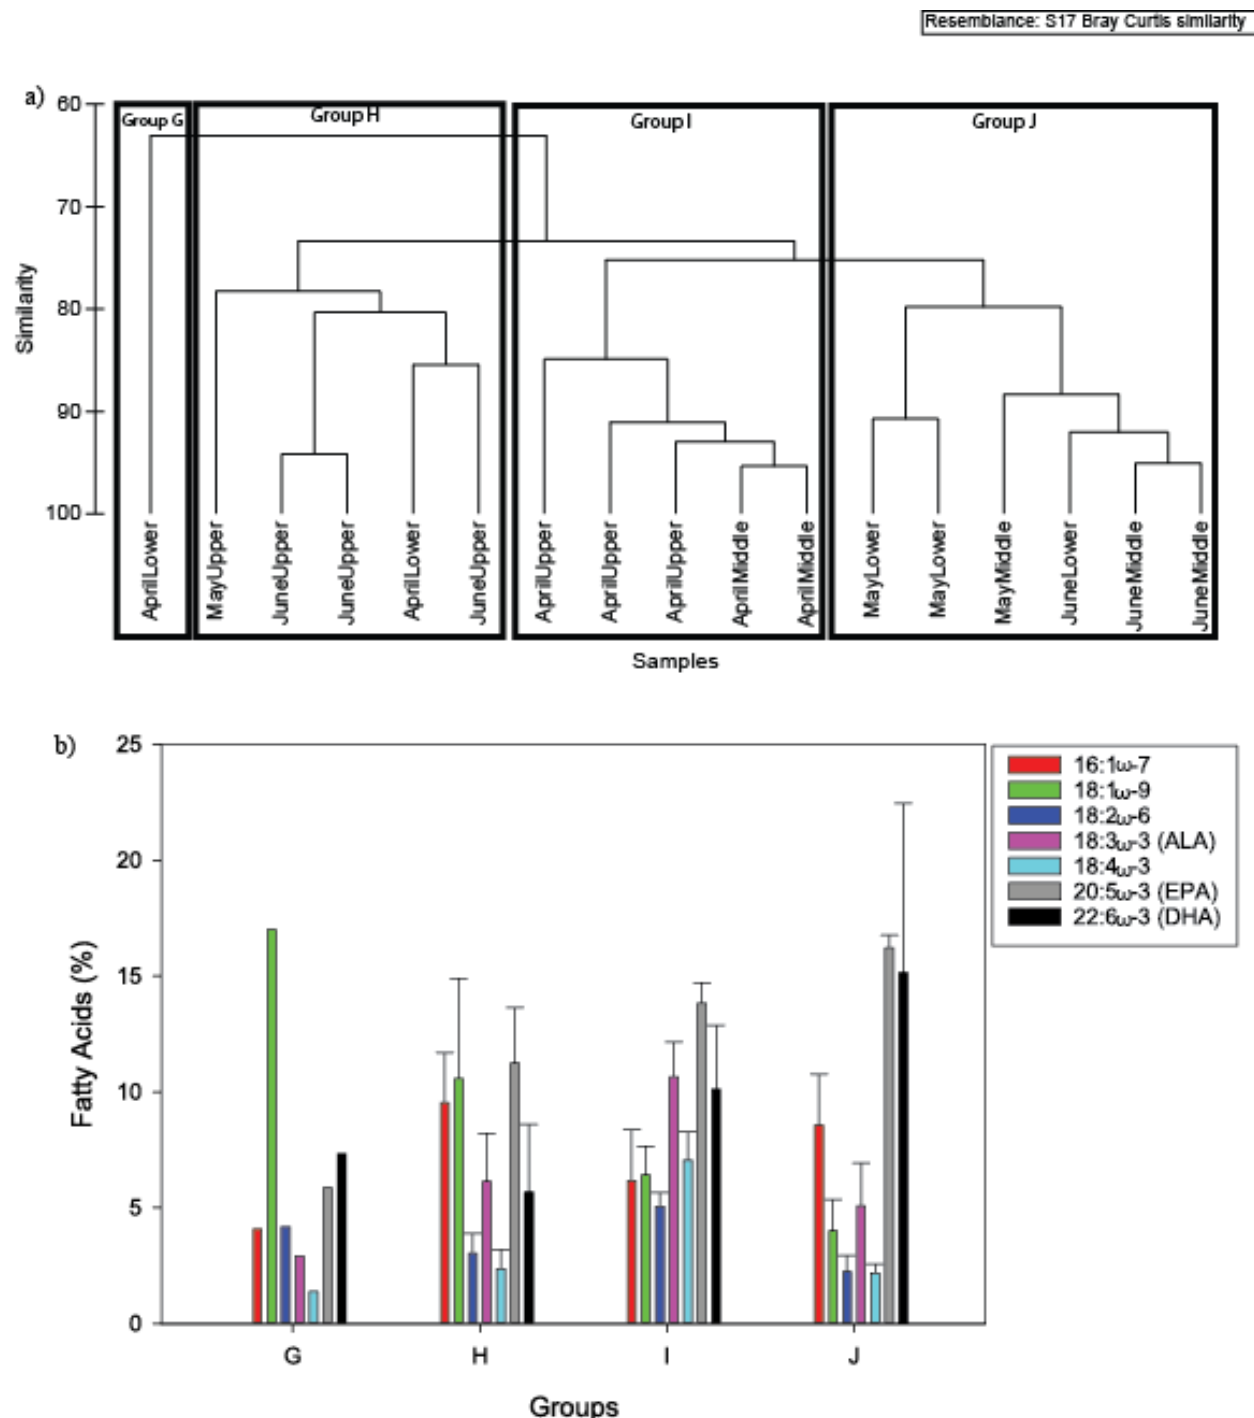 Resemblance: S17 Bray Curtis similarity
a)
Group G
Group H
Group I
Group J
60
70
80
90
100
Similarity
AprilLower
MayUpper
JuneUpper
JuneUpper
AprilLower
JuneUpper
AprilUpper
AprilUpper
AprilUpper
AprilMiddle
AprilMiddle
MayLower
MayLower
MayMiddle
JuneLower
JuneMiddle
JuneMiddle
Samples
b)
25
20
15
10
5
0
Fatty Acids (%)
G
H
I
J
Groups
16:1ω-7
18:1ω-9
18:2ω-6
18:3ω-3 (ALA)
18:4ω-3
20:5ω-3 (EPA)
22:6ω-3 (DHA)